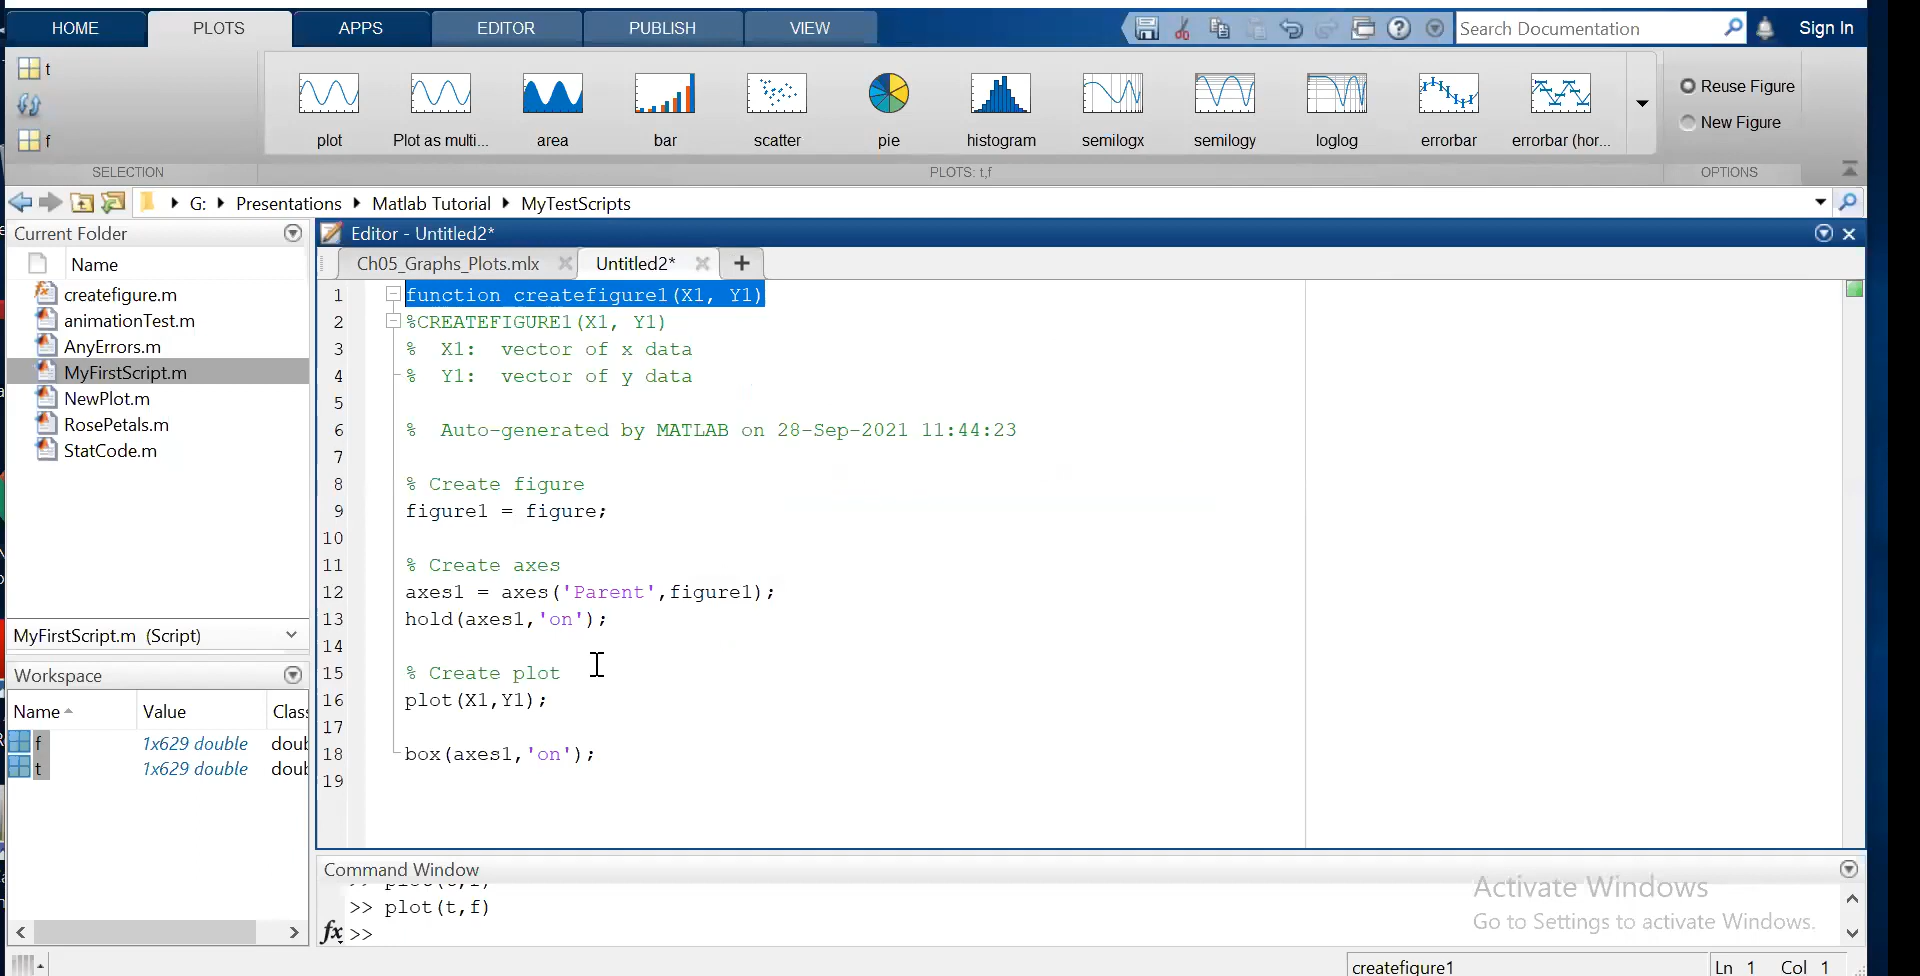 HOME PLOTS APPS EDITOR PUBLISH VIEW Search Documentation Sign In
t
f
plot Plot as multi... area bar scatter pie histogram semilogx semilogy loglog errorbar errorbar (hor...
Reuse Figure
New Figure
SELECTION PLOTS: t,f OPTIONS
G: Presentations Matlab Tutorial MyTestScripts
Current Folder
Name
createfigure.m
animationTest.m
AnyErrors.m
MyFirstScript.m
NewPlot.m
RosePetals.m
StatCode.m
MyFirstScript.m (Script)
Workspace
Name Value Clas
f 1x629 double doub
t 1x629 double doub
Editor - Untitled2*
Ch05_Graphs_Plots.mlx Untitled2*
1 function createfigure1(X1, Y1)
2 %CREATEFIGURE1(X1, Y1)
3 % X1: vector of x data
4 % Y1: vector of y data
5
6 % Auto-generated by MATLAB on 28-Sep-2021 11:44:23
7
8 % Create figure
9 figure1 = figure;
10
11 % Create axes
12 axes1 = axes('Parent',figure1);
13 hold(axes1,'on');
14
15 % Create plot
16 plot(X1,Y1);
17
18 box(axes1,'on');
19
Command Window
>> plot(t,f)
>> plot(t,f)
fx >>
Activate Windows
Go to Settings to activate Windows.
createfigure1 Ln 1 Col 1